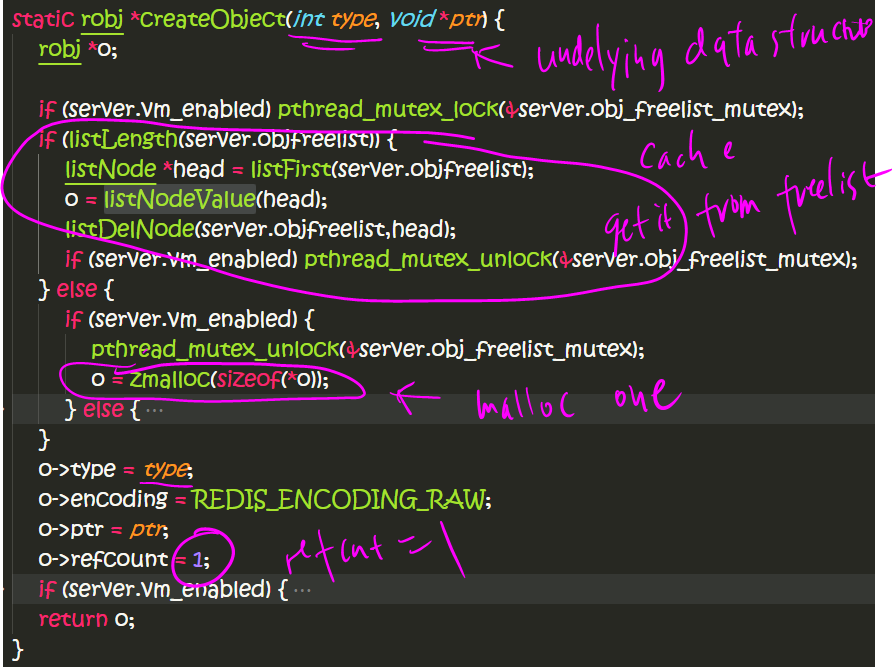 static robj *createObject(int type, void *ptr) {
undelying data structure
robj *o;
if (server.vm_enabled) pthread_mutex_lock(&server.obj_freelist_mutex);
if (listLength(server.objfreelist)) {
cache
listNode *head = listFirst(server.objfreelist);
get it from freelist
o = listNodeValue(head);
listDelNode(server.objfreelist,head);
if (server.vm_enabled) pthread_mutex_unlock(&server.obj_freelist_mutex);
} else {
if (server.vm_enabled) {
pthread_mutex_unlock(&server.obj_freelist_mutex);
o = zmalloc(sizeof(*o));
malloc one
} else { ...
}
o->type = type;
o->encoding = REDIS_ENCODING_RAW;
o->ptr = ptr;
o->refcount = 1;
refcnt = 1
if (server.vm_enabled) { ...
return o;
}